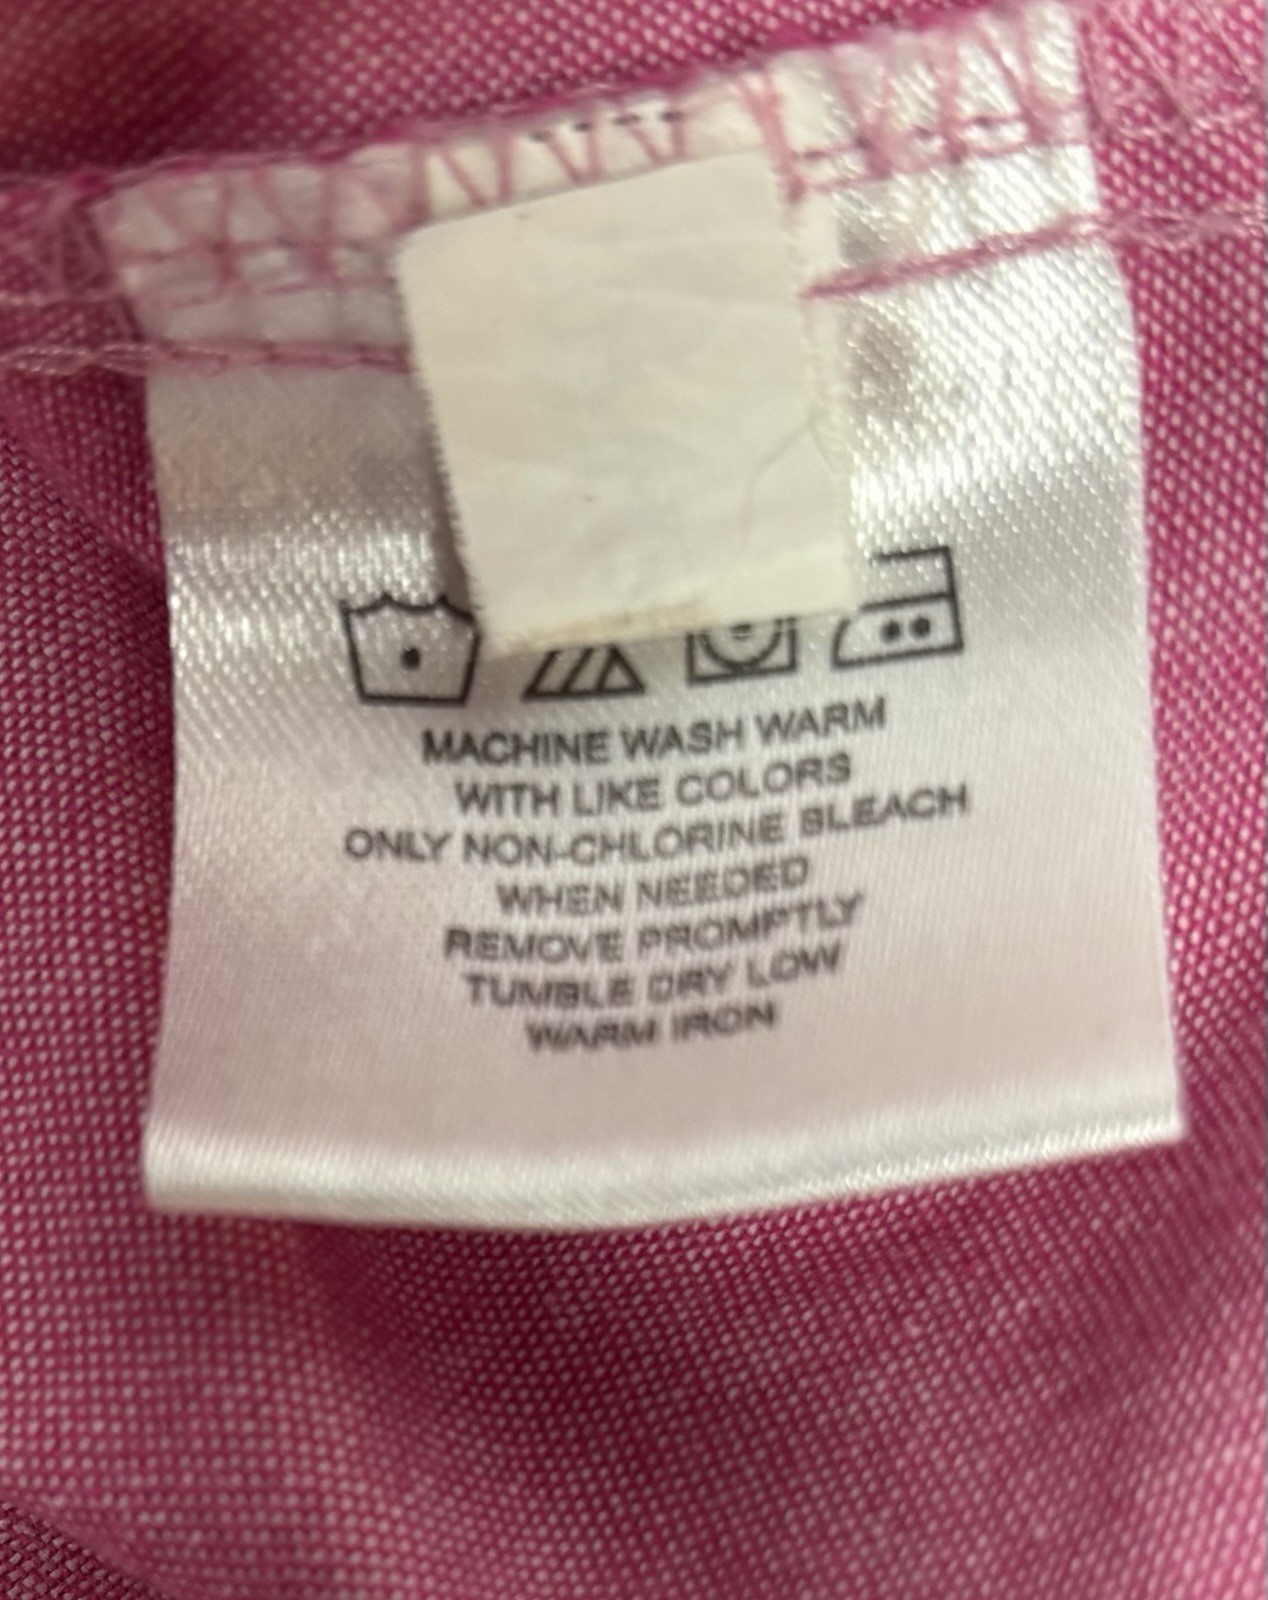 MACHINE WASH WARM
WITH LIKE COLORS
ONLY NON-CHLORINE BLEACH
WHEN NEEDED
REMOVE PROMPTLY
TUMBLE DRY LOW
WARM IRON